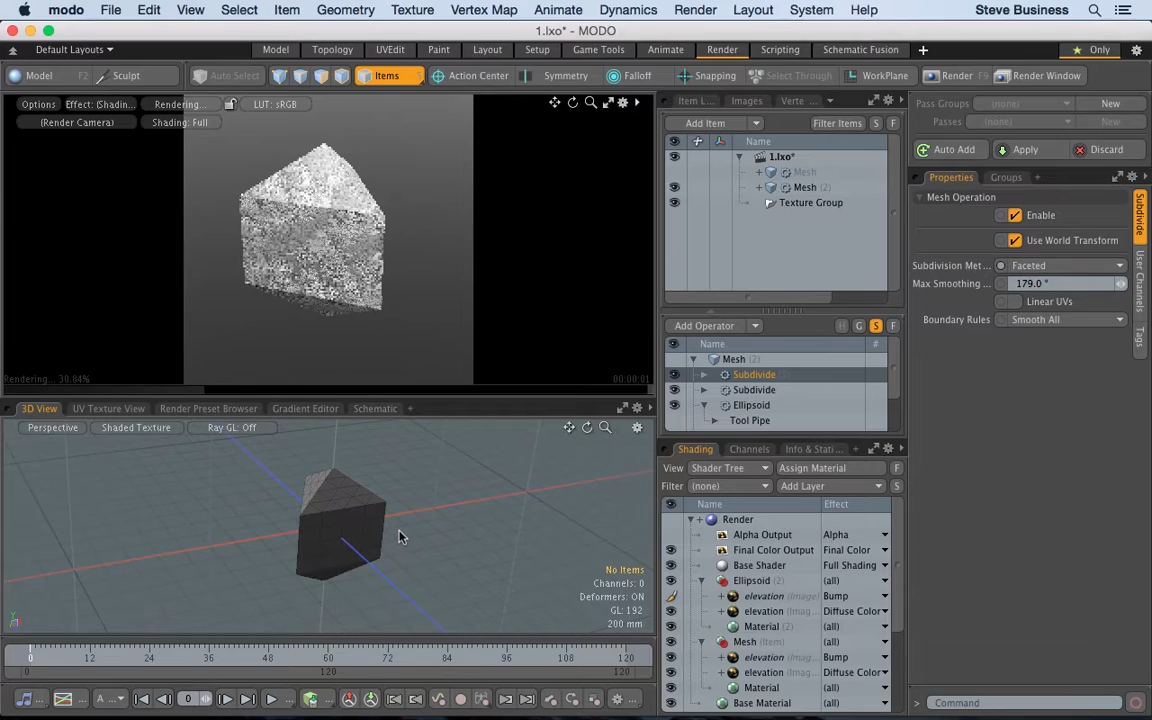 modo File Edit View Select Item Geometry Texture Vertex Map Animate Dynamics Render Layout System Help Steve Business
1.lxo* - MODO
Default Layouts Model Topology UVEdit Paint Layout Setup Game Tools Animate Render Scripting Schematic Fusion + Only
Model F2 Sculpt Auto Select Items Action Center Symmetry Falloff Snapping Select Through WorkPlane Render F9 Render Window
Options Effect: (Shadin... Rendering... LUT: sRGB
(Render Camera) Shading: Full
Rendering... 30.84% 00:00:01
3D View UV Texture View Render Preset Browser Gradient Editor Schematic +
Perspective Shaded Texture Ray GL: Off
No Items
Channels: 0
Deformers: ON
GL: 192
200 mm
0 12 24 36 48 60 72 84 96 108 120
0 120 120
A ... 0
Item L... Images Verte ...
Add Item Filter Items S F
Name
1.lxo*
Mesh
Mesh (2)
Texture Group
Add Operator H G S F
Name #
Mesh (2)
Subdivide
Subdivide
Ellipsoid
Tool Pipe
Shading Channels Info & Stati ... +
View Shader Tree Assign Material F
Filter (none) Add Layer S
Name Effect
Render
Alpha Output Alpha
Final Color Output Final Color
Base Shader Full Shading
Ellipsoid (2) (all)
elevation (Image) Bump
elevation (Imag... Diffuse Color
Material (2) (all)
Mesh (Item) (all)
elevation (Imag... Bump
elevation (Imag... Diffuse Color
Material (all)
Base Material (all)
Pass Groups (none) New
Passes (none) New
Auto Add Apply Discard
Properties Groups +
Mesh Operation
Enable
Use World Transform
Subdivision Met ... Faceted
Max Smoothing ... 179.0 °
Linear UVs
Boundary Rules Smooth All
Subdivide
User Channels
Tags
> Command